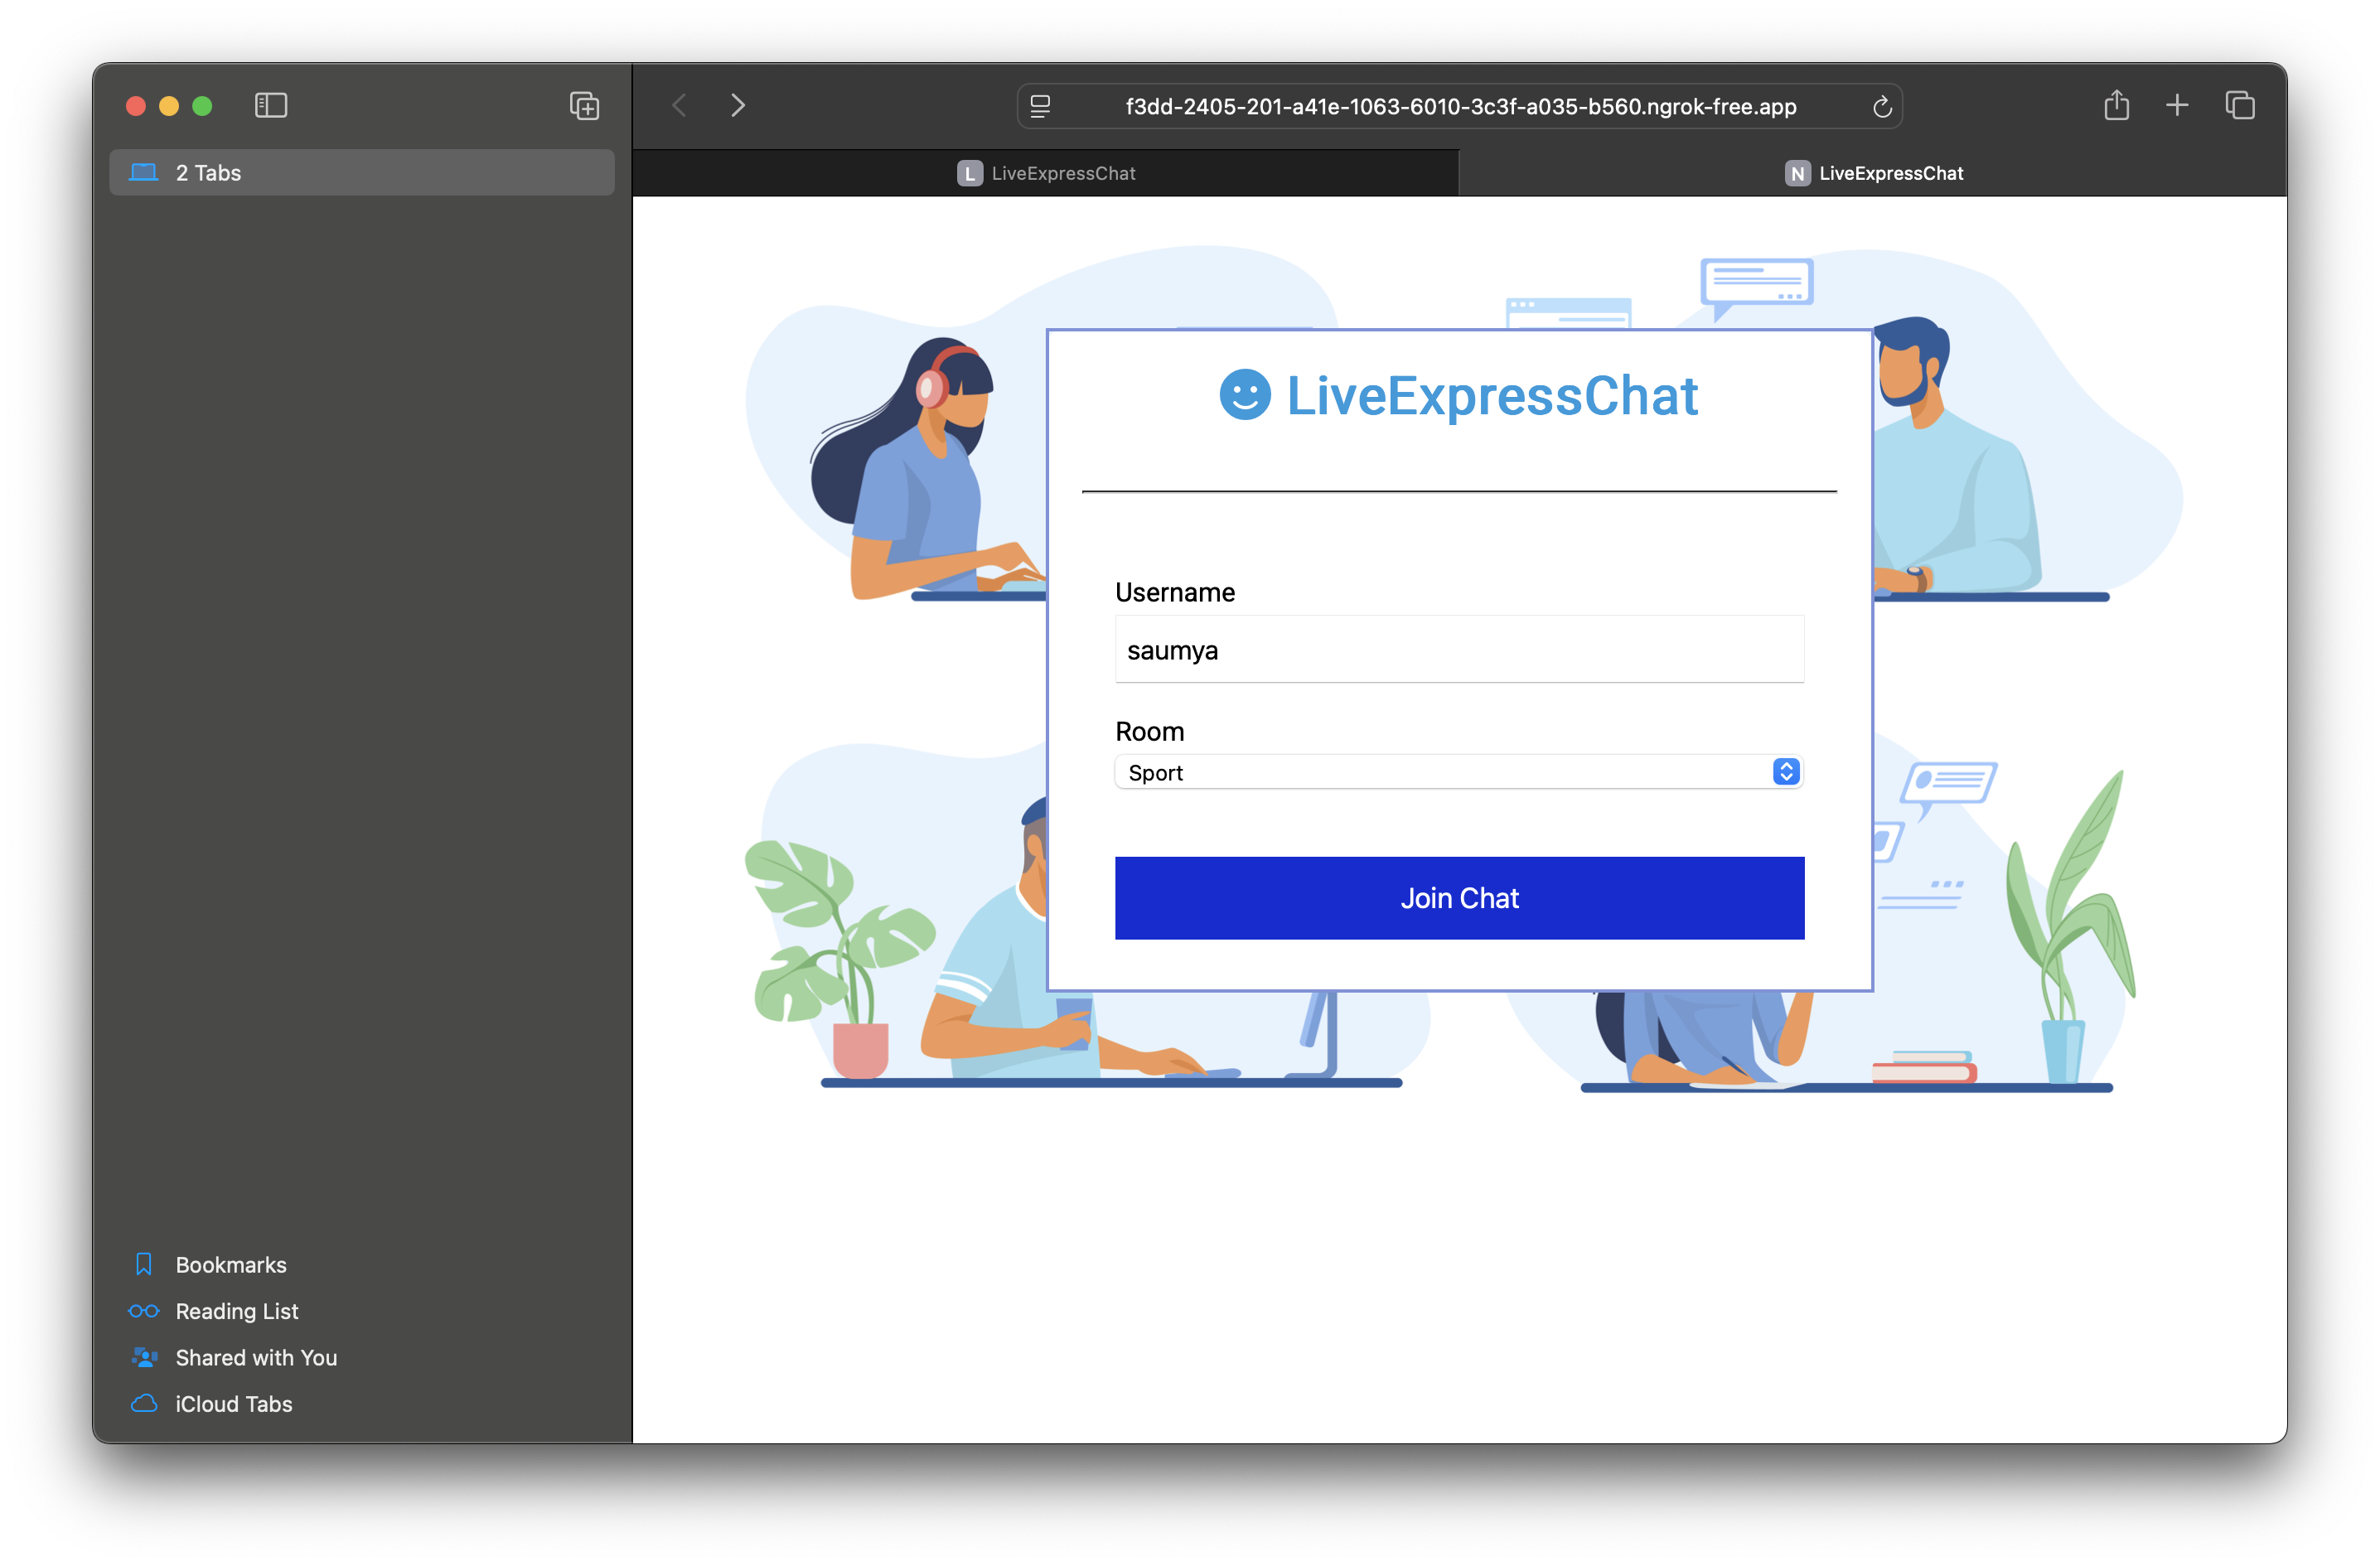 2 Tabs
f3dd-2405-201-a41e-1063-6010-3c3f-a035-b560.ngrok-free.app
L LiveExpressChat
N LiveExpressChat
LiveExpressChat
Username
saumya
Room
Sport
Join Chat
Bookmarks
Reading List
Shared with You
iCloud Tabs